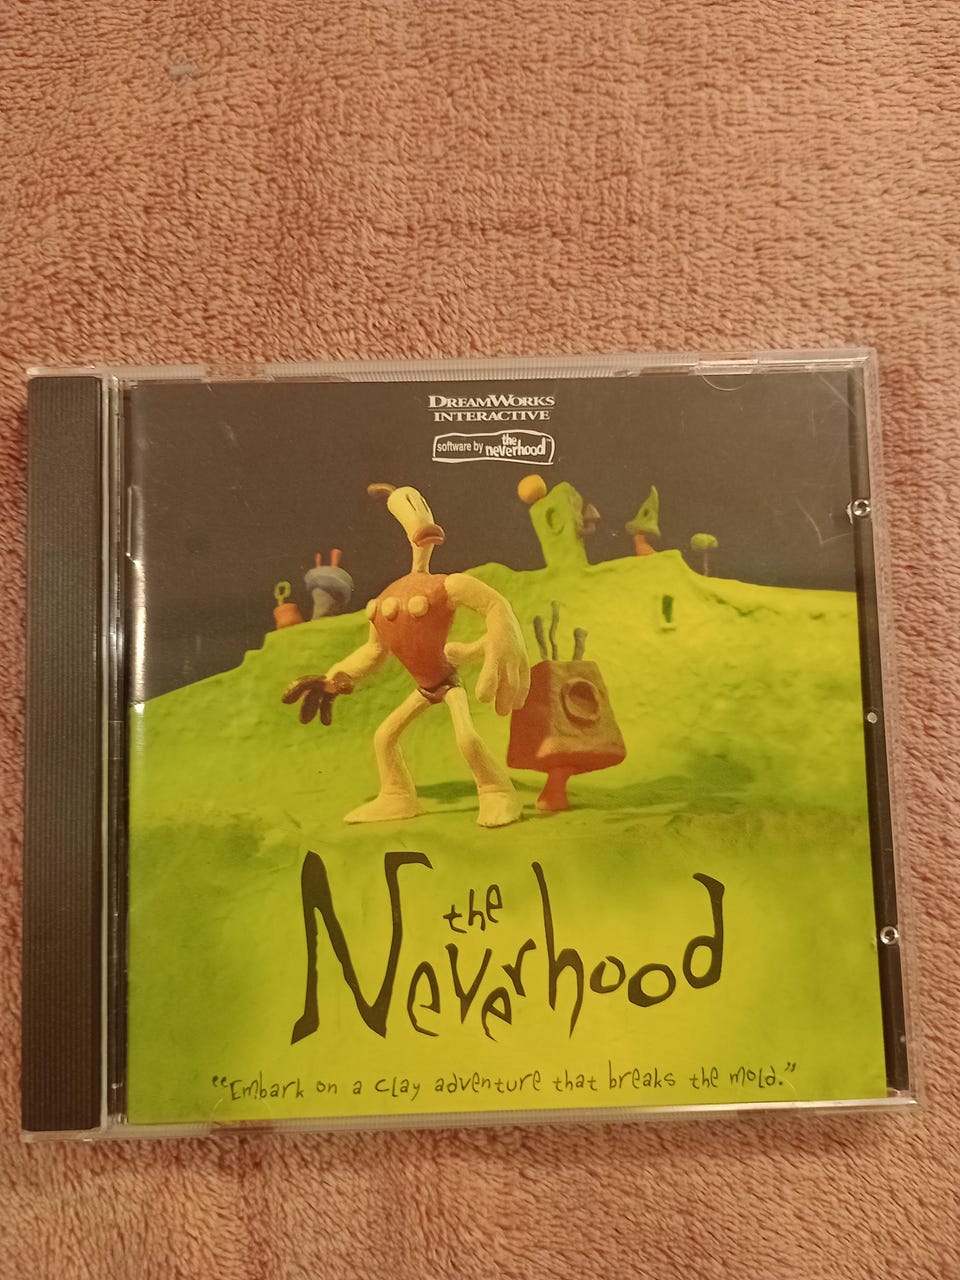 DREAMWORKS
INTERACTIVE
software by the neverhood
the
Neverhood
"Embark on a clay adventure that breaks the mold."